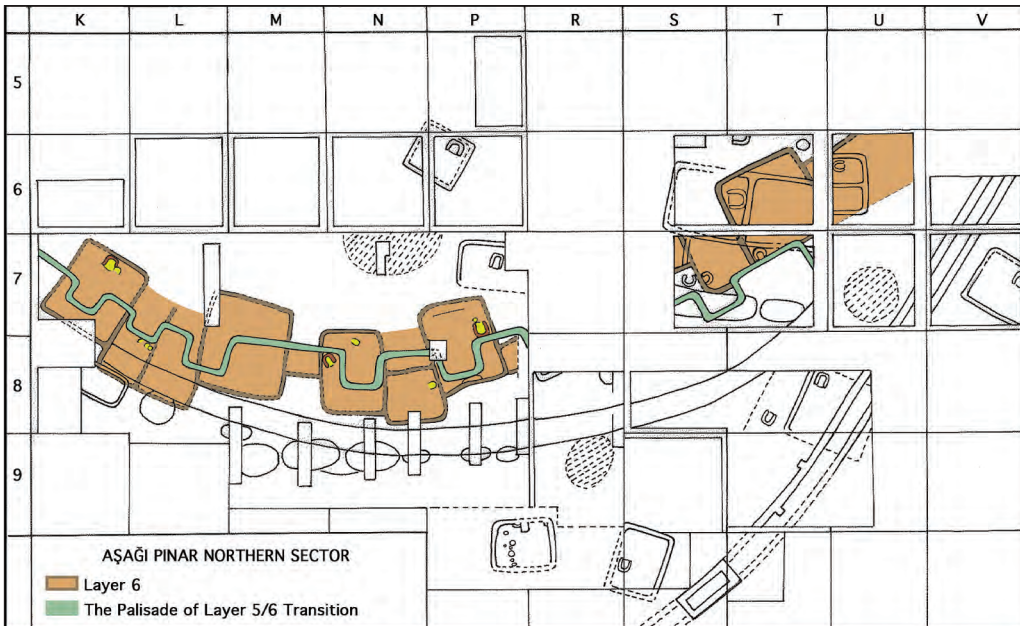 K L M N P R S T U V
5
6
7
8
9
AŞAĞI PINAR NORTHERN SECTOR
Layer 6
The Palisade of Layer 5/6 Transition